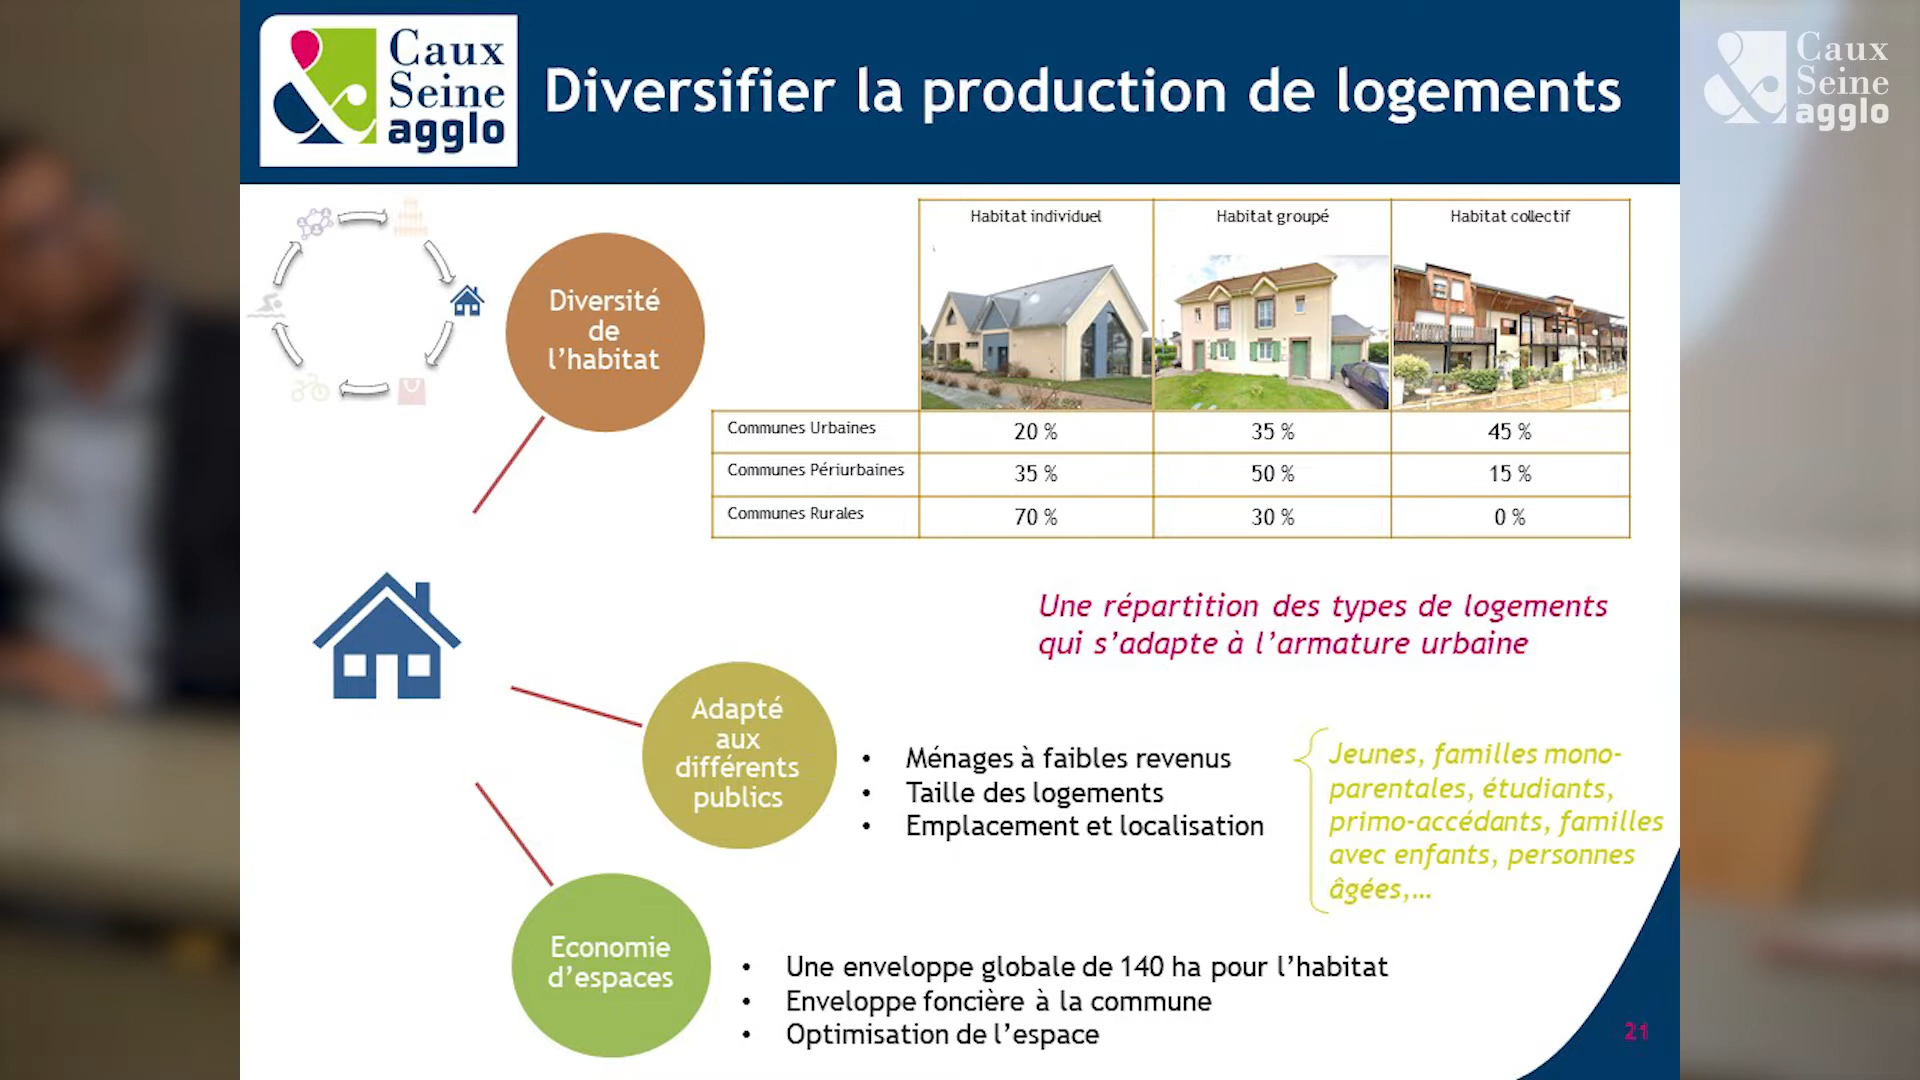 Caux
Seine
agglo
Diversifier la production de logements
Caux
Seine
agglo
Diversité
de
l’habitat
Habitat individuel
Habitat groupé
Habitat collectif
Communes Urbaines
20 %
35 %
45 %
Communes Périurbaines
35 %
50 %
15 %
Communes Rurales
70 %
30 %
0 %
Une répartition des types de logements
qui s’adapte à l’armature urbaine
Adapté
aux
différents
publics
• Ménages à faibles revenus
• Taille des logements
• Emplacement et localisation
Jeunes, familles mono-
parentales, étudiants,
primo-accédants, familles
avec enfants, personnes
âgées,…
Economie
d’espaces
• Une enveloppe globale de 140 ha pour l’habitat
• Enveloppe foncière à la commune
• Optimisation de l’espace
21